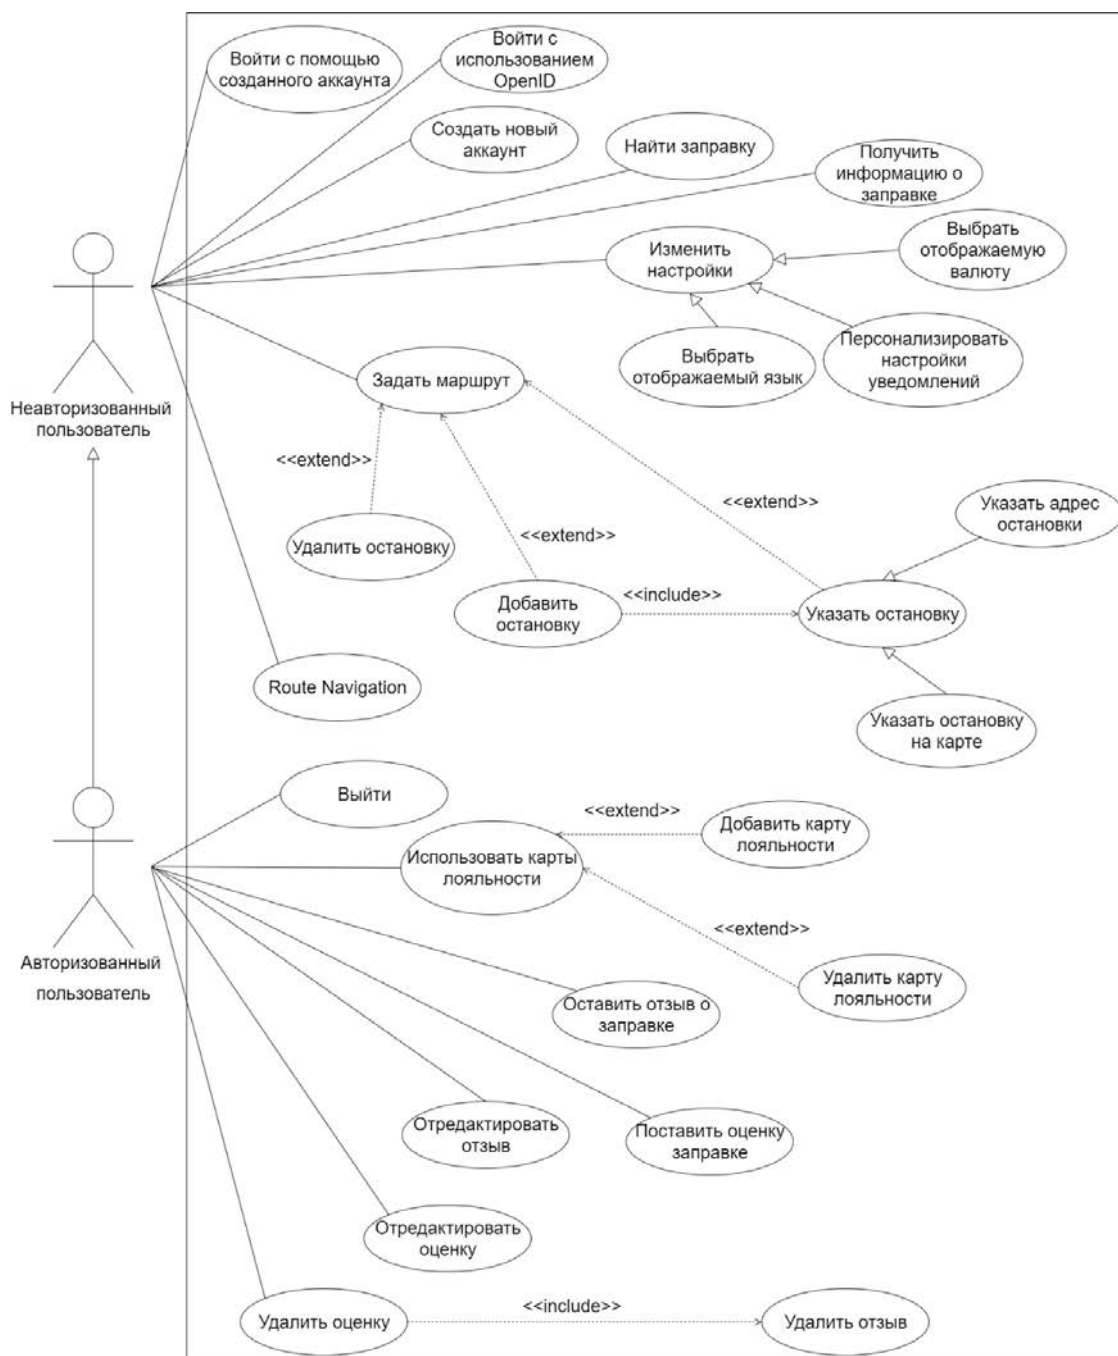 Войти с помощью
созданного аккаунта
Войти с
использованием
OpenID
Создать новый
аккаунт
Найти заправку
Получить
информацию о
заправке
Изменить
настройки
Выбрать
отображаемую
валюту
Выбрать
отображаемый язык
Персонализировать
настройки
уведомлений
Неавторизованный
пользователь
Задать маршрут
<<extend>>
<<extend>>
<<extend>>
Удалить остановку
Добавить
остановку
<<include>>
Указать адрес
остановки
Указать остановку
Указать остановку
на карте
Route Navigation
Авторизованный
пользователь
Выйти
Использовать карты
лояльности
<<extend>>
Добавить карту
лояльности
<<extend>>
Удалить карту
лояльности
Оставить отзыв о
заправке
Отредактировать
отзыв
Поставить оценку
заправке
Отредактировать
оценку
Удалить оценку
<<include>>
Удалить отзыв